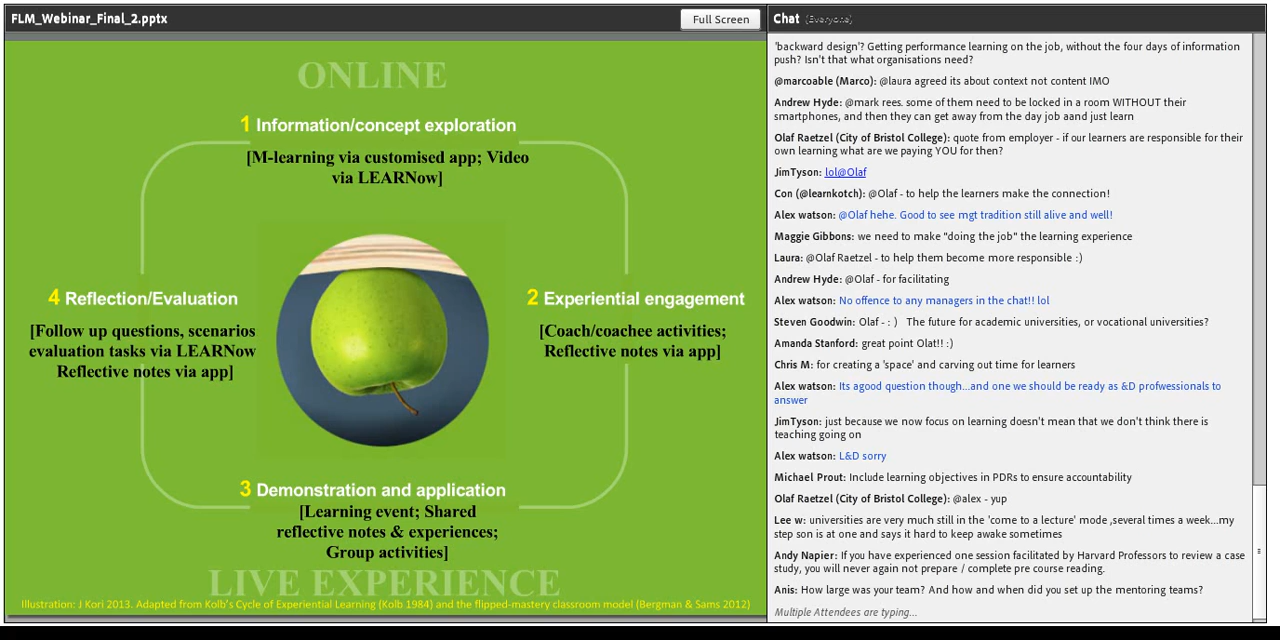 FLM_Webinar_Final_2.pptx
Full Screen
ONLINE
1 Information/concept exploration
[M-learning via customised app; Video
via LEARNow]
4 Reflection/Evaluation
[Follow up questions, scenarios
evaluation tasks via LEARNow
Reflective notes via app]
2 Experiential engagement
[Coach/coachee activities;
Reflective notes via app]
3 Demonstration and application
[Learning event; Shared
reflective notes & experiences;
Group activities]
LIVE EXPERIENCE
Illustration: J Kori 2013. Adapted from Kolb's Cycle of Experiential Learning (Kolb 1984) and the flipped-mastery classroom model (Bergman & Sams 2012)
Chat (Everyone)
'backward design'? Getting performance learning on the job, without the four days of information
push? Isn't that what organisations need?
@marcoable (Marco): @laura agreed its about context not content IMO
Andrew Hyde: @mark rees. some of them need to be locked in a room WITHOUT their
smartphones, and then they can get away from the day job aand just learn
Olaf Raetzel (City of Bristol College): quote from employer - if our learners are responsible for their
own learning what are we paying YOU for then?
JimTyson: lol@Olaf
Con (@learnkotch): @Olaf - to help the learners make the connection!
Alex watson: @Olaf hehe. Good to see mgt tradition still alive and well!
Maggie Gibbons: we need to make "doing the job" the learning experience
Laura: @Olaf Raetzel - to help them become more responsible :)
Andrew Hyde: @Olaf - for facilitating
Alex watson: No offence to any managers in the chat!! lol
Steven Goodwin: Olaf - : ) The future for academic universities, or vocational universities?
Amanda Stanford: great point Olat!! :)
Chris M: for creating a 'space' and carving out time for learners
Alex watson: Its agood question though...and one we should be ready as &D profwessionals to
answer
JimTyson: just because we now focus on learning doesn't mean that we don't think there is
teaching going on
Alex watson: L&D sorry
Michael Prout: Include learning objectives in PDRs to ensure accountability
Olaf Raetzel (City of Bristol College): @alex - yup
Lee w: universities are very much still in the 'come to a lecture' mode ,several times a week...my
step son is at one and says it hard to keep awake sometimes
Andy Napier: If you have experienced one session facilitated by Harvard Professors to review a case
study, you will never again not prepare / complete pre course reading.
Anis: How large was your team? And how and when did you set up the mentoring teams?
Multiple Attendees are typing...